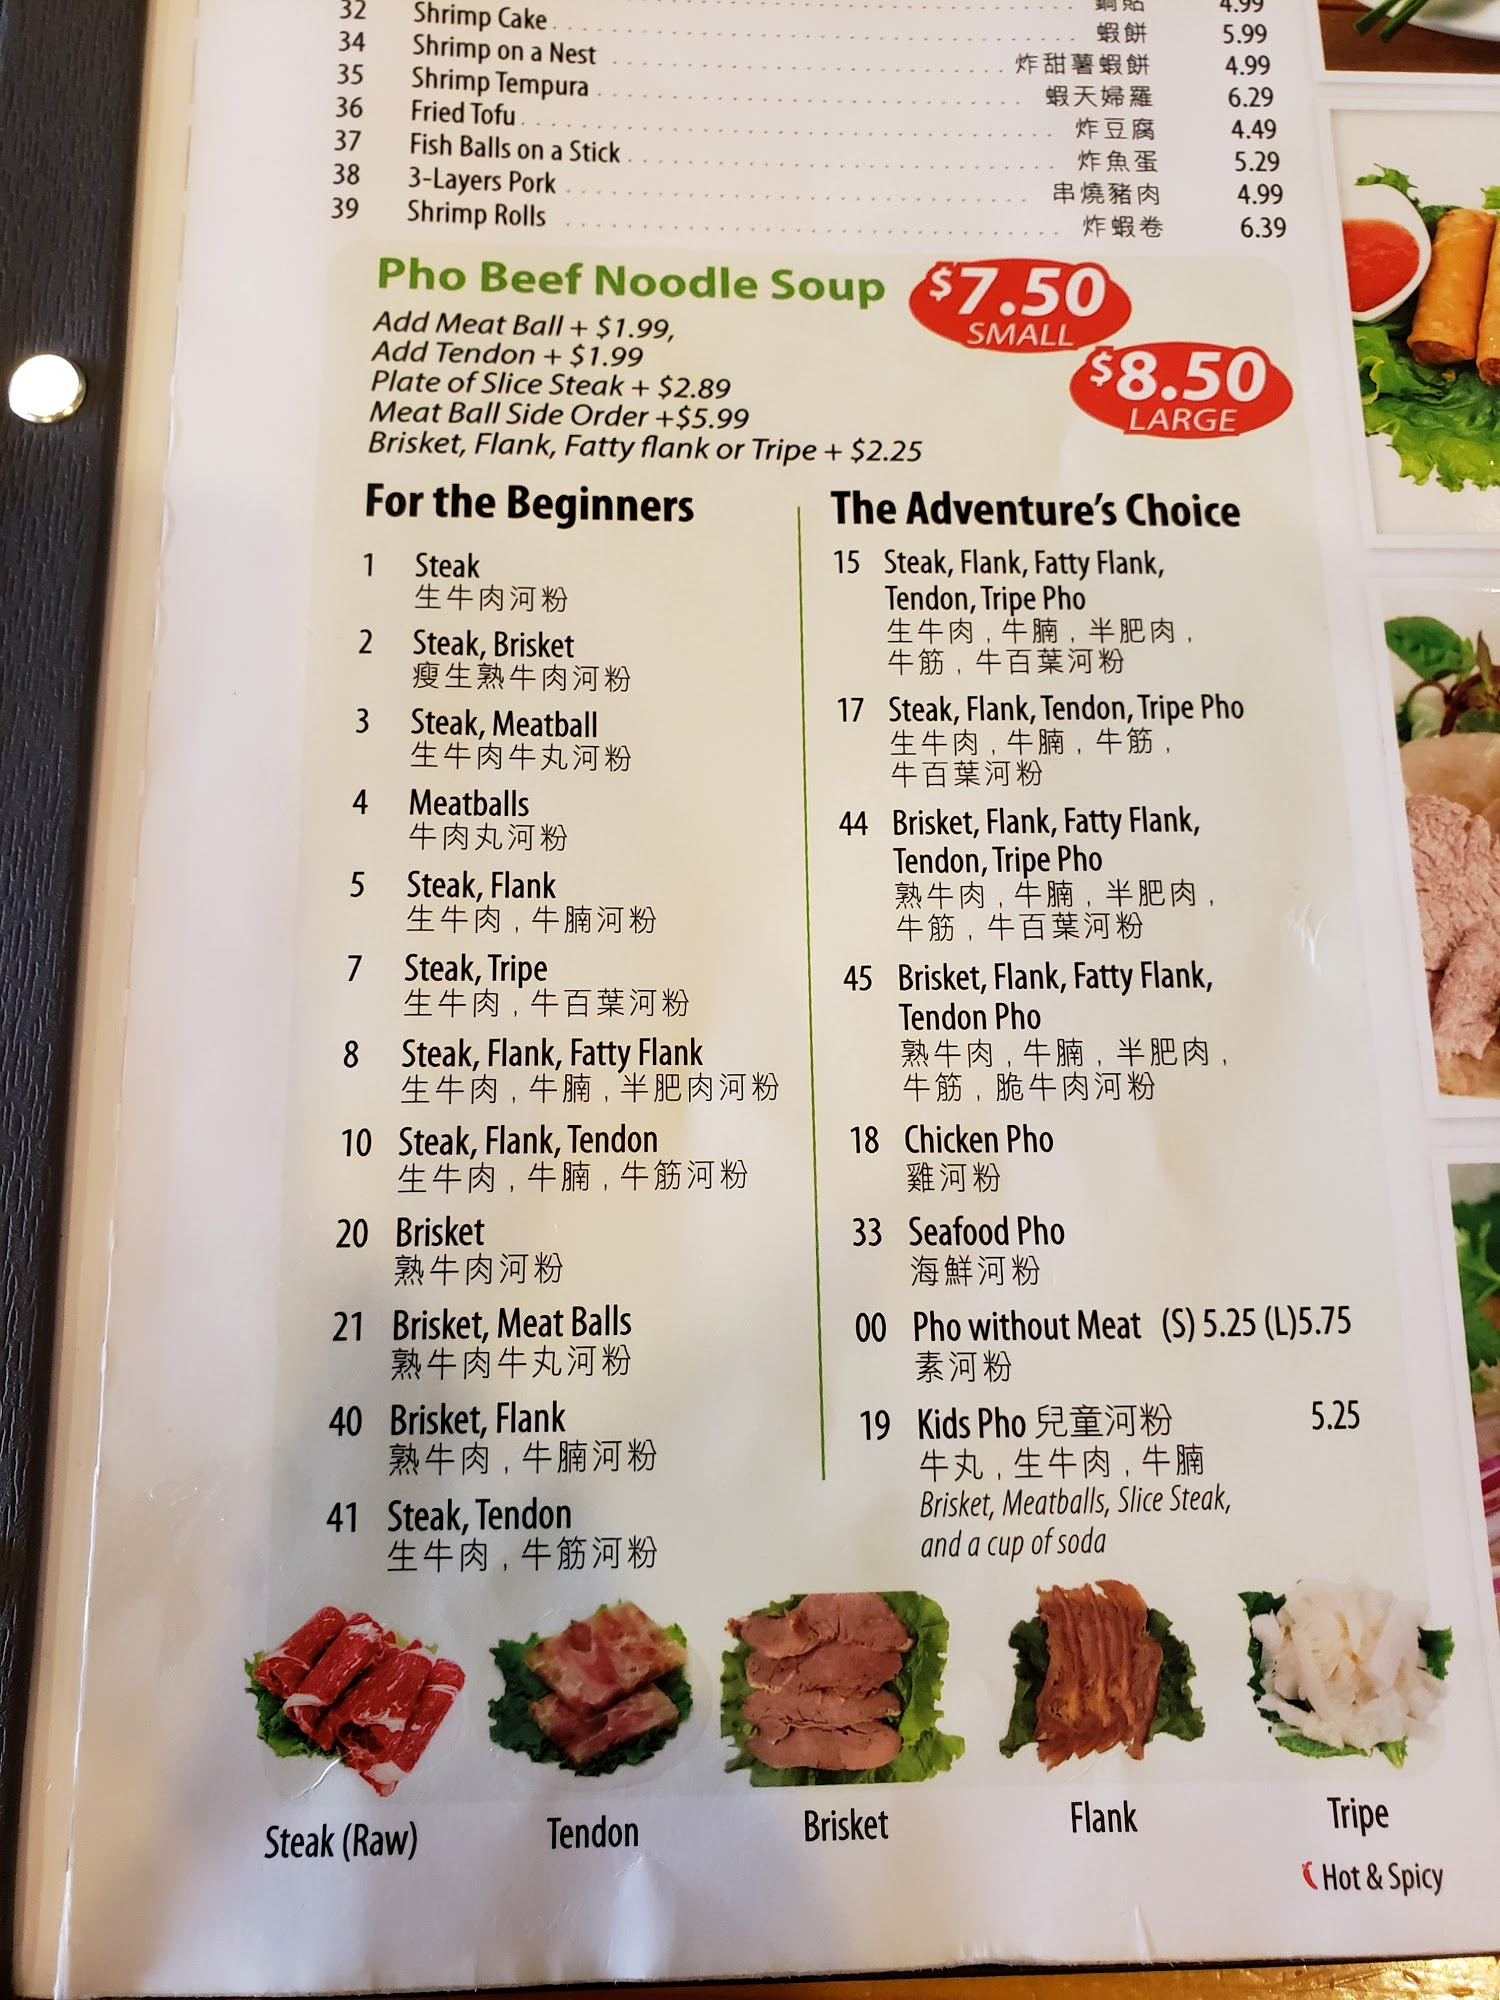 32 Shrimp Cake 鍋貼 4.99
34 Shrimp on a Nest 蝦餅 5.99
35 Shrimp Tempura 炸甜薯蝦餅 4.99
36 Fried Tofu 蝦天婦羅 6.29
37 Fish Balls on a Stick 炸豆腐 4.49
38 3-Layers Pork 炸魚蛋 5.29
39 Shrimp Rolls 串燒豬肉 4.99
炸蝦卷 6.39
Pho Beef Noodle Soup $7.50
SMALL
Add Meat Ball + $1.99,
Add Tendon + $1.99
$8.50
LARGE
Plate of Slice Steak + $2.89
Meat Ball Side Order +$5.99
Brisket, Flank, Fatty flank or Tripe + $2.25
For the Beginners
1 Steak
生牛肉河粉
2 Steak, Brisket
瘦生熟牛肉河粉
3 Steak, Meatball
生牛肉牛丸河粉
4 Meatballs
牛肉丸河粉
5 Steak, Flank
生牛肉 , 牛腩河粉
7 Steak, Tripe
生牛肉 , 牛百葉河粉
8 Steak, Flank, Fatty Flank
生牛肉 , 牛腩 , 半肥肉河粉
10 Steak, Flank, Tendon
生牛肉 , 牛腩 , 牛筋河粉
20 Brisket
熟牛肉河粉
21 Brisket, Meat Balls
熟牛肉牛丸河粉
40 Brisket, Flank
熟牛肉 , 牛腩河粉
41 Steak, Tendon
生牛肉 , 牛筋河粉
The Adventure's Choice
15 Steak, Flank, Fatty Flank,
Tendon, Tripe Pho
生牛肉 , 牛腩 , 半肥肉 ,
牛筋 , 牛百葉河粉
17 Steak, Flank, Tendon, Tripe Pho
生牛肉 , 牛腩 , 牛筋 ,
牛百葉河粉
44 Brisket, Flank, Fatty Flank,
Tendon, Tripe Pho
熟牛肉 , 牛腩 , 半肥肉 ,
牛筋 , 牛百葉河粉
45 Brisket, Flank, Fatty Flank,
Tendon Pho
熟牛肉 , 牛腩 , 半肥肉 ,
牛筋 , 脆牛肉河粉
18 Chicken Pho
雞河粉
33 Seafood Pho
海鮮河粉
00 Pho without Meat (S) 5.25 (L)5.75
素河粉
19 Kids Pho 兒童河粉 5.25
牛丸 , 生牛肉 , 牛腩
Brisket, Meatballs, Slice Steak,
and a cup of soda
Steak (Raw) Tendon Brisket Flank Tripe
Hot & Spicy